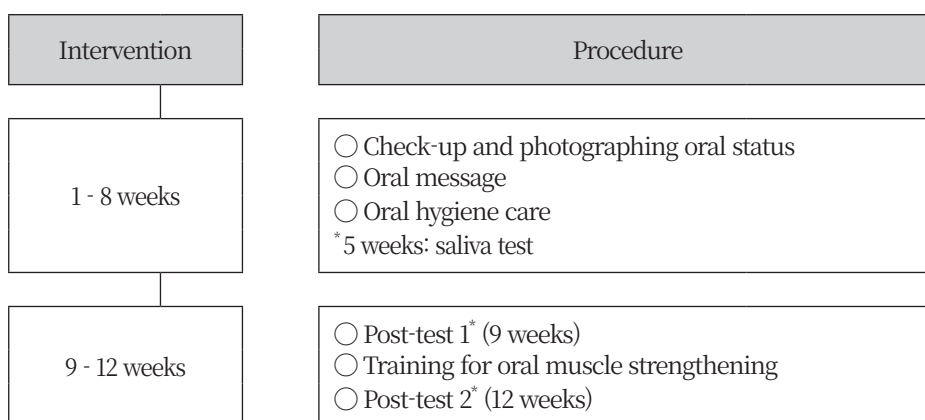 Intervention
Procedure
1 - 8 weeks
○ Check-up and photographing oral status
○ Oral message
○ Oral hygiene care
*5 weeks: saliva test
9 - 12 weeks
○ Post-test 1* (9 weeks)
○ Training for oral muscle strengthening
○ Post-test 2* (12 weeks)